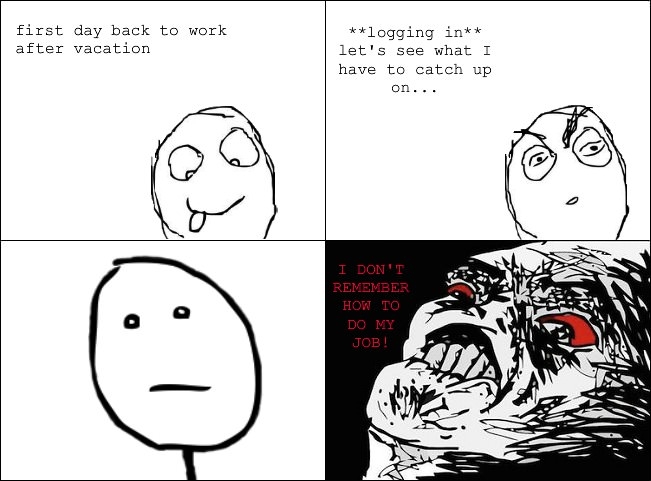 first day back to work
after vacation
**logging in**
let's see what I
have to catch up
on...
I DON'T
REMEMBER
HOW TO
DO MY
JOB!